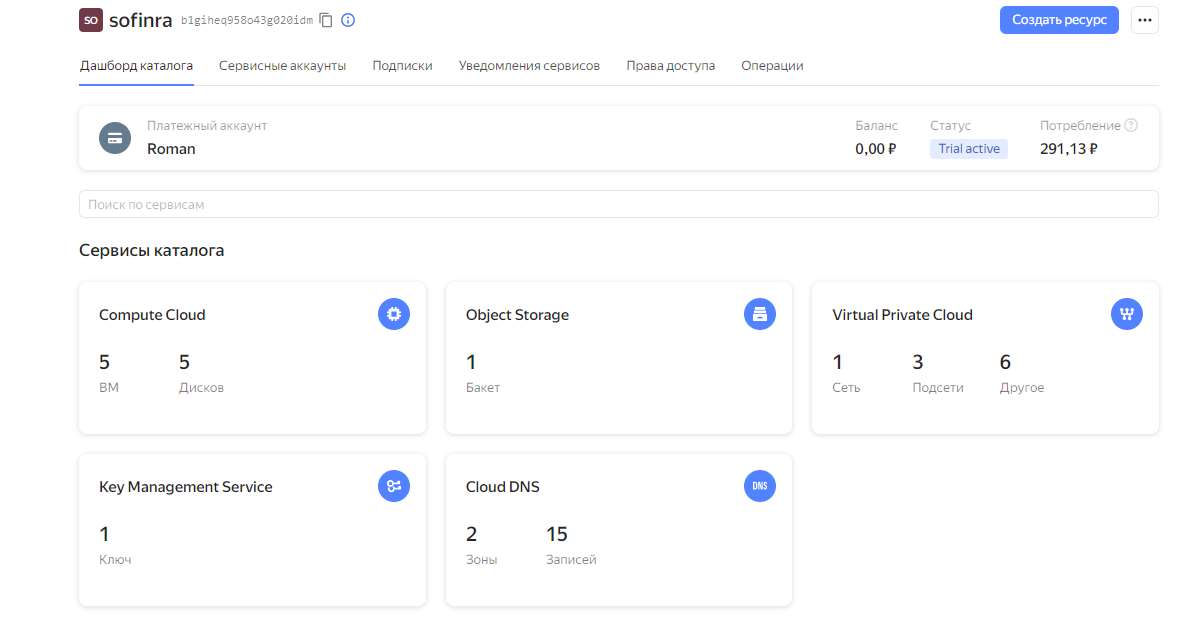 SO sofinra b1giheq958o43g020idm Создать ресурс
Дашборд каталога Сервисные аккаунты Подписки Уведомления сервисов Права доступа Операции
Платежный аккаунт Баланс Статус Потребление
Roman 0,00 ₽ Trial active 291,13 ₽
Поиск по сервисам
Сервисы каталога
Compute Cloud Object Storage Virtual Private Cloud
5 5 1 1 3 6
ВМ Дисков Бакет Сеть Подсети Другое
Key Management Service Cloud DNS DNS
1 2 15
Ключ Зоны Записей